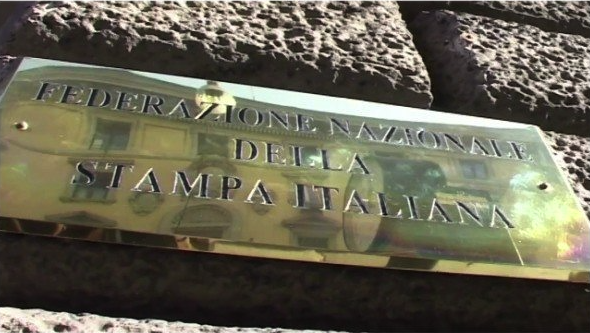 FEDERAZIONE NAZIONALE
DELLA
STAMPA ITALIANA